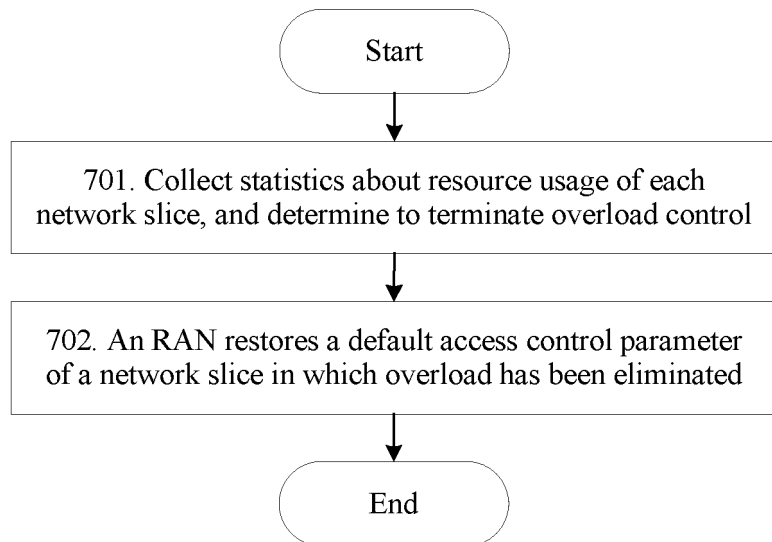 Start
701. Collect statistics about resource usage of each
network slice, and determine to terminate overload control
702. An RAN restores a default access control parameter
of a network slice in which overload has been eliminated
End